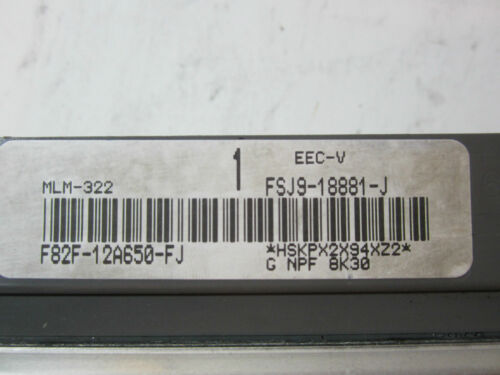 1 EEC-V
MLM-322 FSJ9-18881-J
F82F-12A650-FJ *HSKPX2X94XZ2*
G NPF 8K30